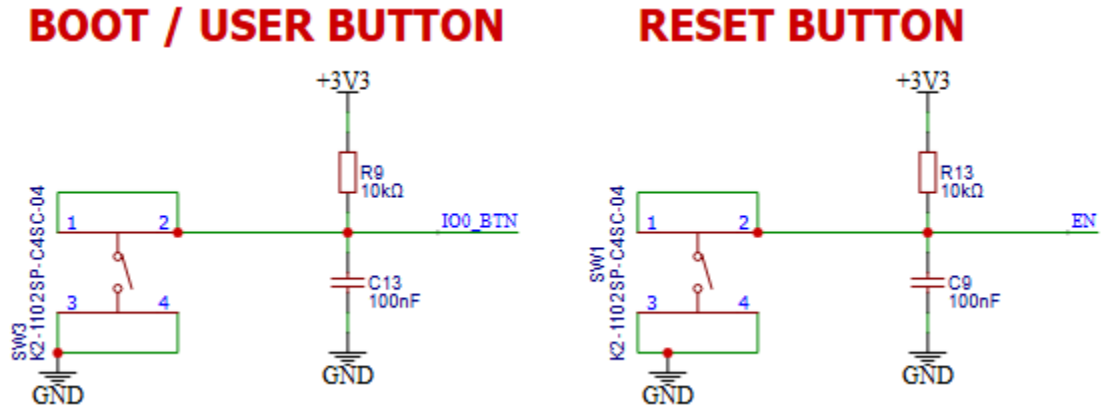 BOOT / USER BUTTON
RESET BUTTON
+3V3
R9
10kΩ
IO0_BTN
1 2
3 4
SW3
K2-1102SP-C4SC-04
C13
100nF
GND
GND
+3V3
R13
10kΩ
EN
1 2
3 4
SW1
K2-1102SP-C4SC-04
C9
100nF
GND
GND